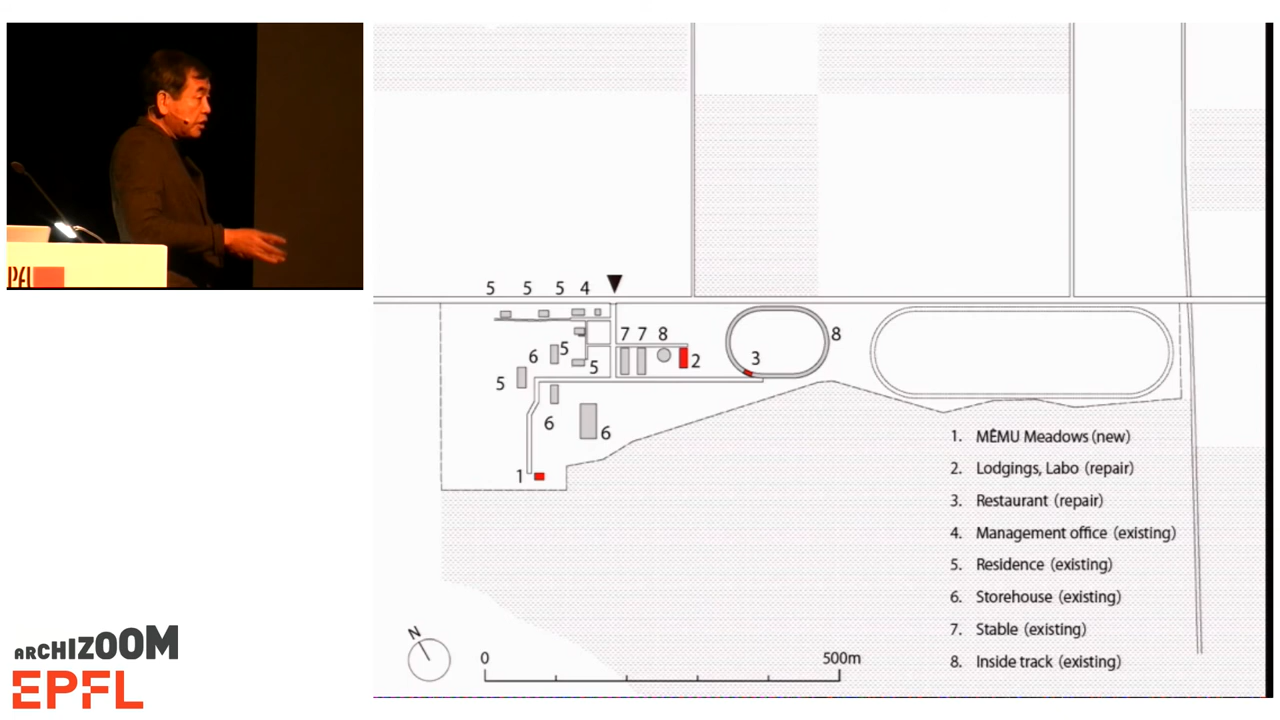 5 5 5 4
7 7 8 8
6 5 2 3
5 5
6 6
1
1. MÊMU Meadows (new)
2. Lodgings, Labo (repair)
3. Restaurant (repair)
4. Management office (existing)
5. Residence (existing)
6. Storehouse (existing)
7. Stable (existing)
8. Inside track (existing)
N
0 500m
ARCHIZOOM
EPFL